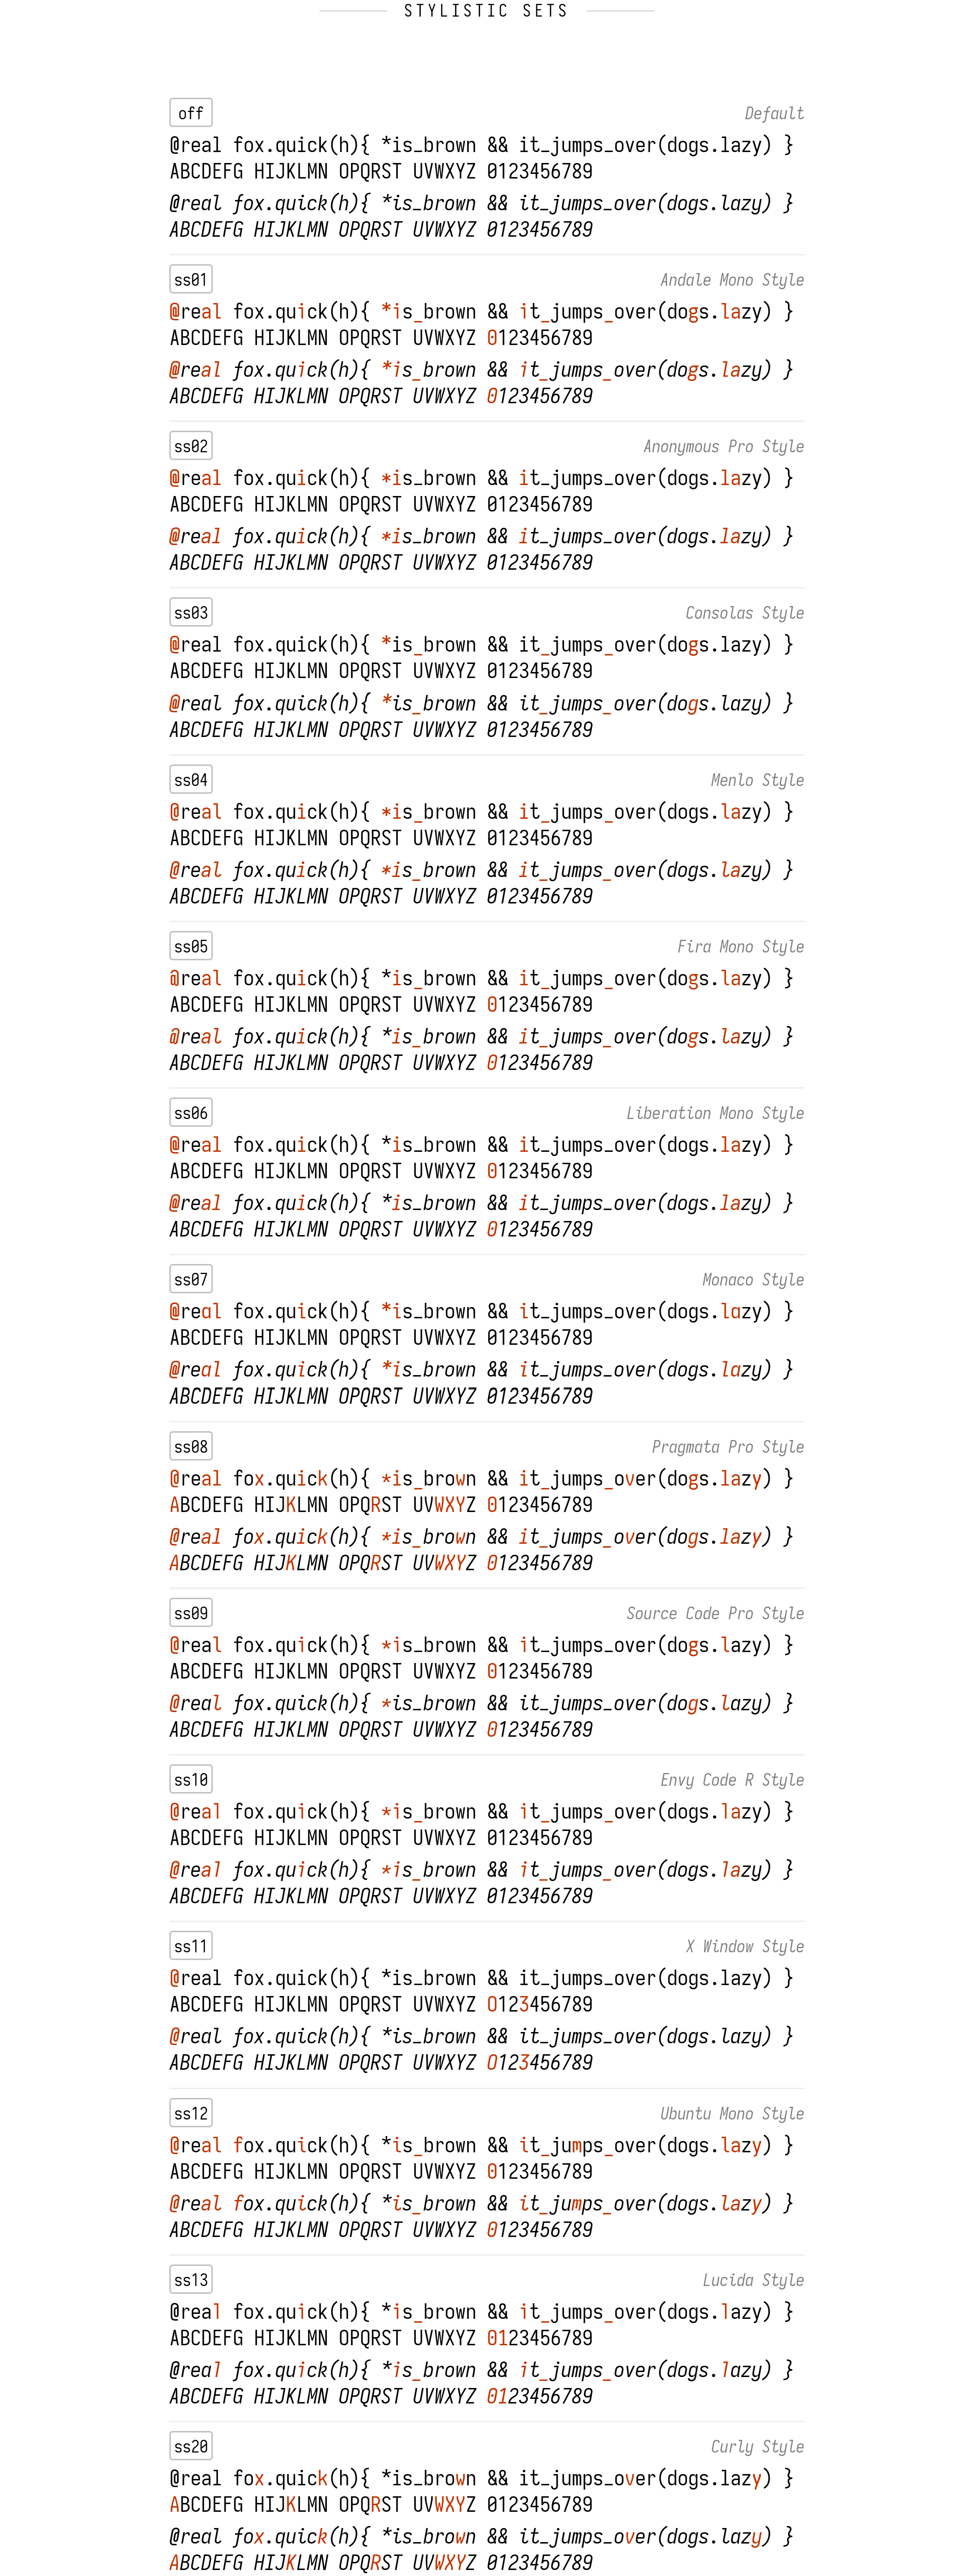 STYLISTIC SETS
off Default
@real fox.quick(h){ *is_brown && it_jumps_over(dogs.lazy) }
ABCDEFG HIJKLMN OPQRST UVWXYZ 0123456789
@real fox.quick(h){ *is_brown && it_jumps_over(dogs.lazy) }
ABCDEFG HIJKLMN OPQRST UVWXYZ 0123456789
ss01 Andale Mono Style
@real fox.quick(h){ *is_brown && it_jumps_over(dogs.lazy) }
ABCDEFG HIJKLMN OPQRST UVWXYZ 0123456789
@real fox.quick(h){ *is_brown && it_jumps_over(dogs.lazy) }
ABCDEFG HIJKLMN OPQRST UVWXYZ 0123456789
ss02 Anonymous Pro Style
@real fox.quick(h){ *is_brown && it_jumps_over(dogs.lazy) }
ABCDEFG HIJKLMN OPQRST UVWXYZ 0123456789
@real fox.quick(h){ *is_brown && it_jumps_over(dogs.lazy) }
ABCDEFG HIJKLMN OPQRST UVWXYZ 0123456789
ss03 Consolas Style
@real fox.quick(h){ *is_brown && it_jumps_over(dogs.lazy) }
ABCDEFG HIJKLMN OPQRST UVWXYZ 0123456789
@real fox.quick(h){ *is_brown && it_jumps_over(dogs.lazy) }
ABCDEFG HIJKLMN OPQRST UVWXYZ 0123456789
ss04 Menlo Style
@real fox.quick(h){ *is_brown && it_jumps_over(dogs.lazy) }
ABCDEFG HIJKLMN OPQRST UVWXYZ 0123456789
@real fox.quick(h){ *is_brown && it_jumps_over(dogs.lazy) }
ABCDEFG HIJKLMN OPQRST UVWXYZ 0123456789
ss05 Fira Mono Style
@real fox.quick(h){ *is_brown && it_jumps_over(dogs.lazy) }
ABCDEFG HIJKLMN OPQRST UVWXYZ 0123456789
@real fox.quick(h){ *is_brown && it_jumps_over(dogs.lazy) }
ABCDEFG HIJKLMN OPQRST UVWXYZ 0123456789
ss06 Liberation Mono Style
@real fox.quick(h){ *is_brown && it_jumps_over(dogs.lazy) }
ABCDEFG HIJKLMN OPQRST UVWXYZ 0123456789
@real fox.quick(h){ *is_brown && it_jumps_over(dogs.lazy) }
ABCDEFG HIJKLMN OPQRST UVWXYZ 0123456789
ss07 Monaco Style
@real fox.quick(h){ *is_brown && it_jumps_over(dogs.lazy) }
ABCDEFG HIJKLMN OPQRST UVWXYZ 0123456789
@real fox.quick(h){ *is_brown && it_jumps_over(dogs.lazy) }
ABCDEFG HIJKLMN OPQRST UVWXYZ 0123456789
ss08 Pragmata Pro Style
@real fox.quick(h){ *is_brown && it_jumps_over(dogs.lazy) }
ABCDEFG HIJKLMN OPQRST UVWXYZ 0123456789
@real fox.quick(h){ *is_brown && it_jumps_over(dogs.lazy) }
ABCDEFG HIJKLMN OPQRST UVWXYZ 0123456789
ss09 Source Code Pro Style
@real fox.quick(h){ *is_brown && it_jumps_over(dogs.lazy) }
ABCDEFG HIJKLMN OPQRST UVWXYZ 0123456789
@real fox.quick(h){ *is_brown && it_jumps_over(dogs.lazy) }
ABCDEFG HIJKLMN OPQRST UVWXYZ 0123456789
ss10 Envy Code R Style
@real fox.quick(h){ *is_brown && it_jumps_over(dogs.lazy) }
ABCDEFG HIJKLMN OPQRST UVWXYZ 0123456789
@real fox.quick(h){ *is_brown && it_jumps_over(dogs.lazy) }
ABCDEFG HIJKLMN OPQRST UVWXYZ 0123456789
ss11 X Window Style
@real fox.quick(h){ *is_brown && it_jumps_over(dogs.lazy) }
ABCDEFG HIJKLMN OPQRST UVWXYZ 0123456789
@real fox.quick(h){ *is_brown && it_jumps_over(dogs.lazy) }
ABCDEFG HIJKLMN OPQRST UVWXYZ 0123456789
ss12 Ubuntu Mono Style
@real fox.quick(h){ *is_brown && it_jumps_over(dogs.lazy) }
ABCDEFG HIJKLMN OPQRST UVWXYZ 0123456789
@real fox.quick(h){ *is_brown && it_jumps_over(dogs.lazy) }
ABCDEFG HIJKLMN OPQRST UVWXYZ 0123456789
ss13 Lucida Style
@real fox.quick(h){ *is_brown && it_jumps_over(dogs.lazy) }
ABCDEFG HIJKLMN OPQRST UVWXYZ 0123456789
@real fox.quick(h){ *is_brown && it_jumps_over(dogs.lazy) }
ABCDEFG HIJKLMN OPQRST UVWXYZ 0123456789
ss20 Curly Style
@real fox.quick(h){ *is_brown && it_jumps_over(dogs.lazy) }
ABCDEFG HIJKLMN OPQRST UVWXYZ 0123456789
@real fox.quick(h){ *is_brown && it_jumps_over(dogs.lazy) }
ABCDEFG HIJKLMN OPQRST UVWXYZ 0123456789